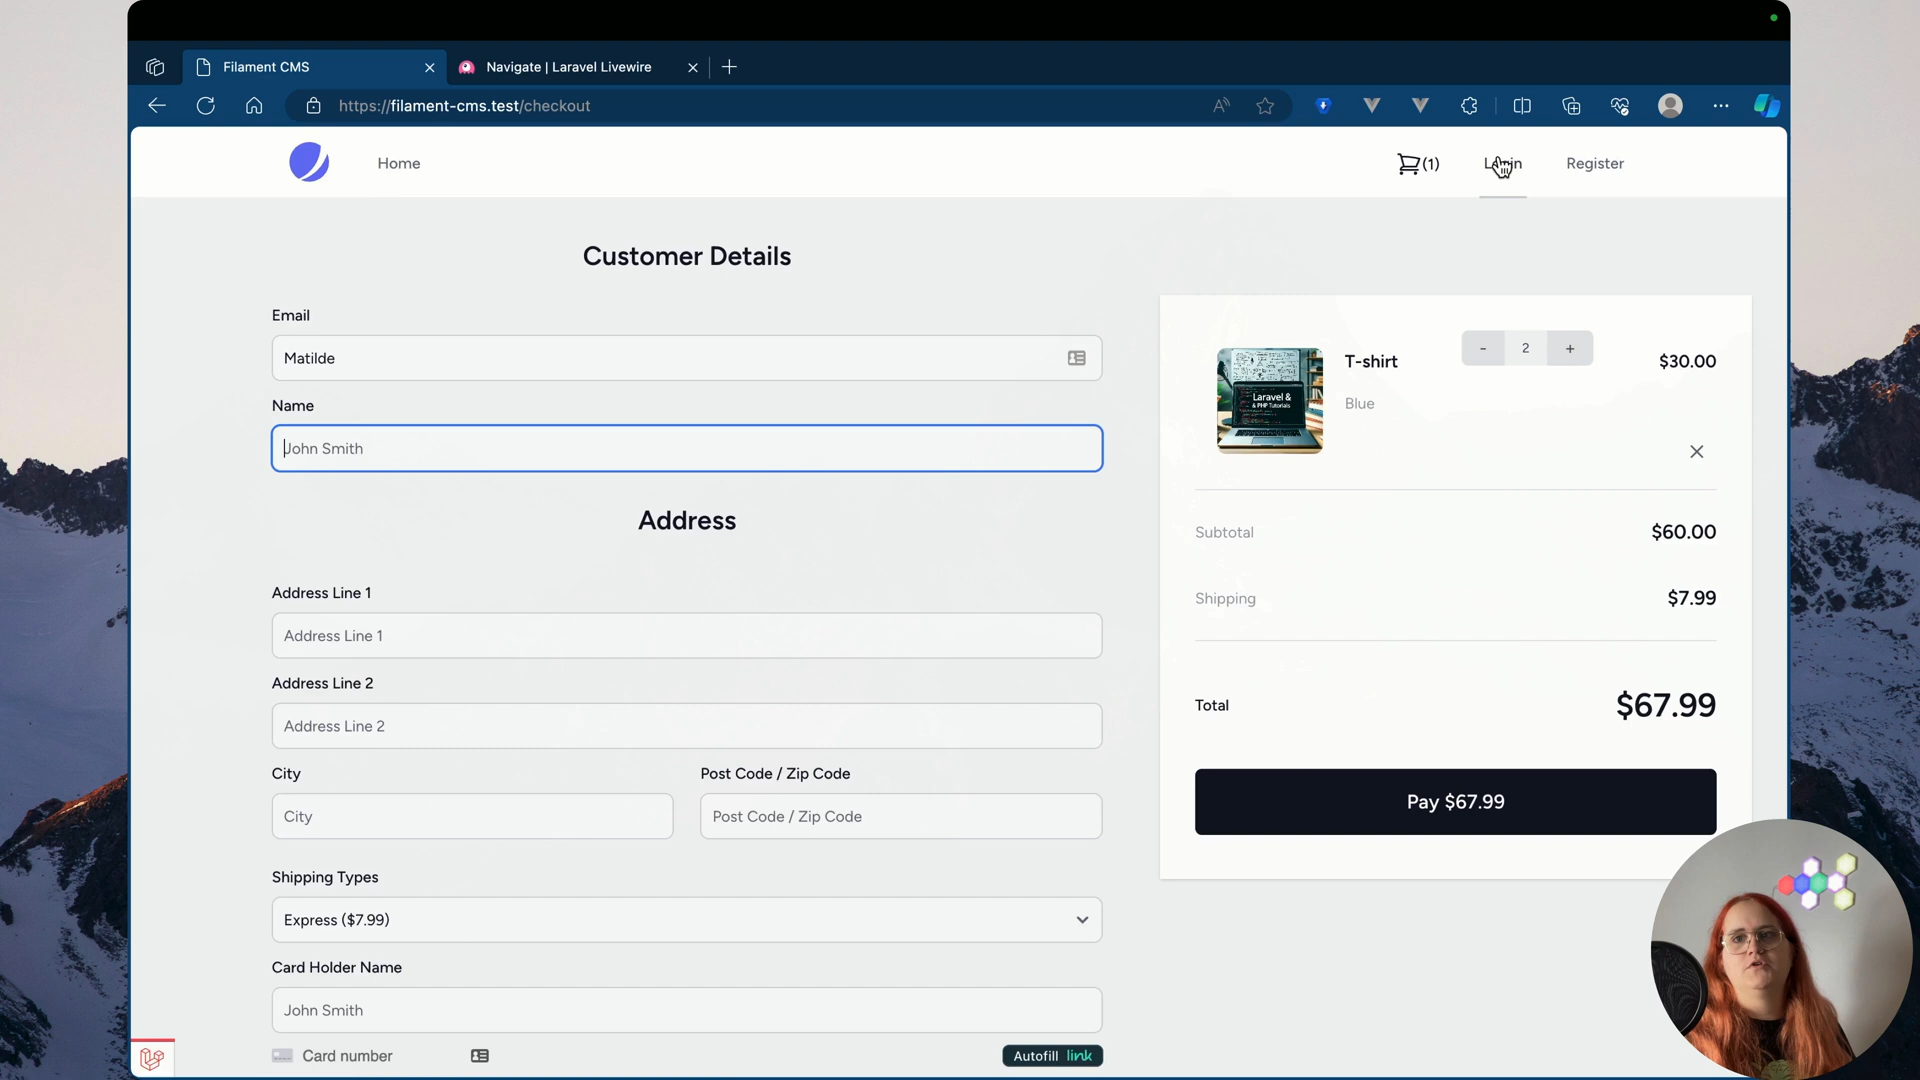 Filament CMS
Navigate | Laravel Livewire
https://filament-cms.test/checkout
Home
(1)
Login
Register
Customer Details
Email
Matilde
Name
John Smith
Address
Address Line 1
Address Line 1
Address Line 2
Address Line 2
City
Post Code / Zip Code
City
Post Code / Zip Code
Shipping Types
Express ($7.99)
Card Holder Name
John Smith
Card number
Autofill link
Laravel &
& PHP Tutorials
T-shirt
- 2 +
$30.00
Blue
Subtotal
$60.00
Shipping
$7.99
Total
$67.99
Pay $67.99